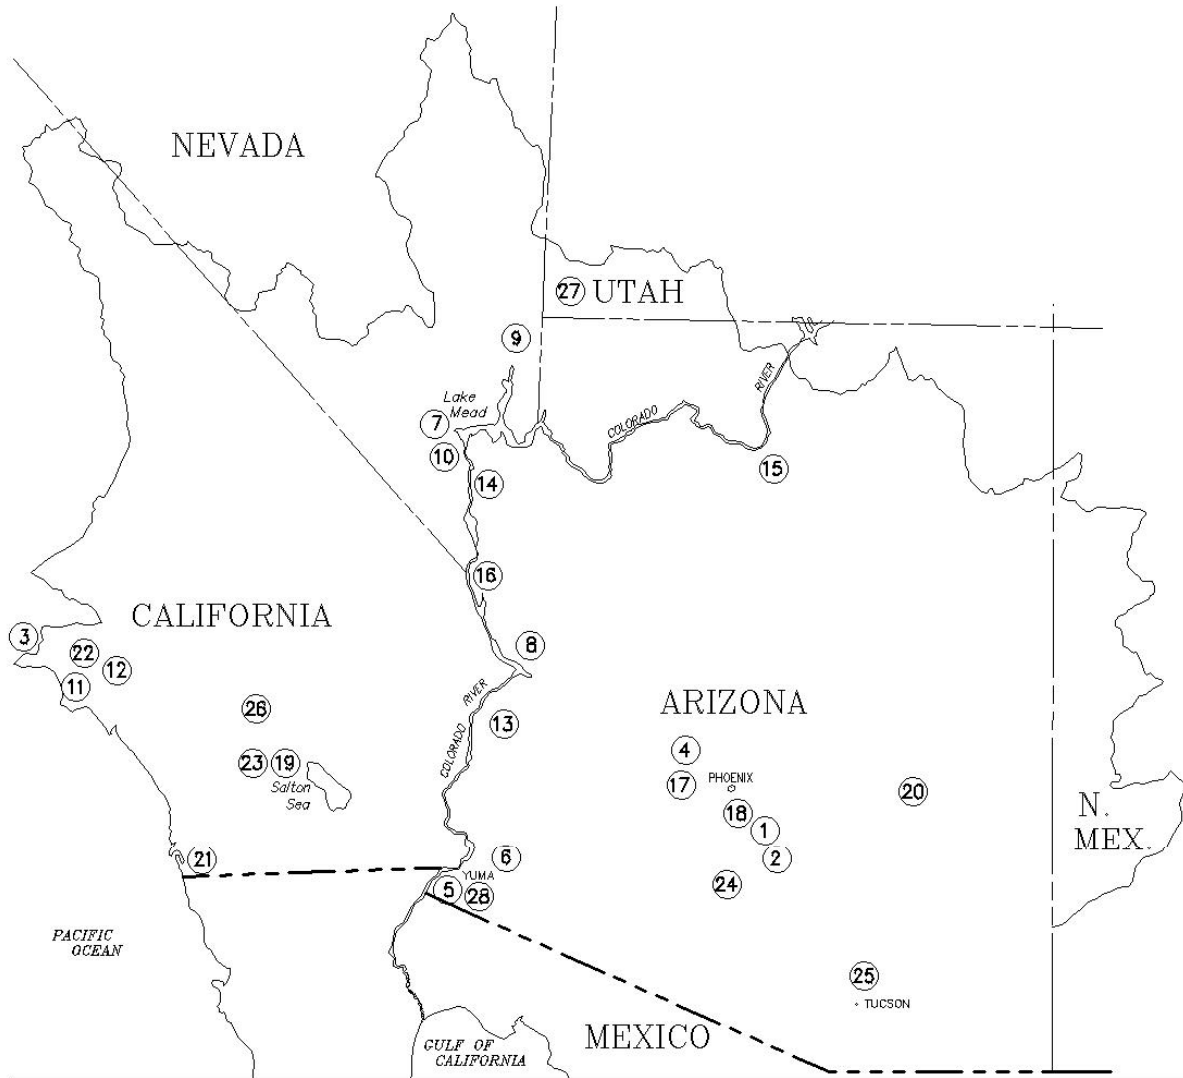 NEVADA
27 UTAH
9
Lake
Mead
7
10
14
COLORADO
RIVER
15
16
CALIFORNIA
3
22
12
11
8
26
RIVER
COLORADO
13
ARIZONA
4
17
PHOENIX
18
1
2
20
23
19
Salton
Sea
N.
MEX.
21
6
YUMA
5
28
24
PACIFIC
OCEAN
25
TUCSON
MEXICO
GULF OF
CALIFORNIA